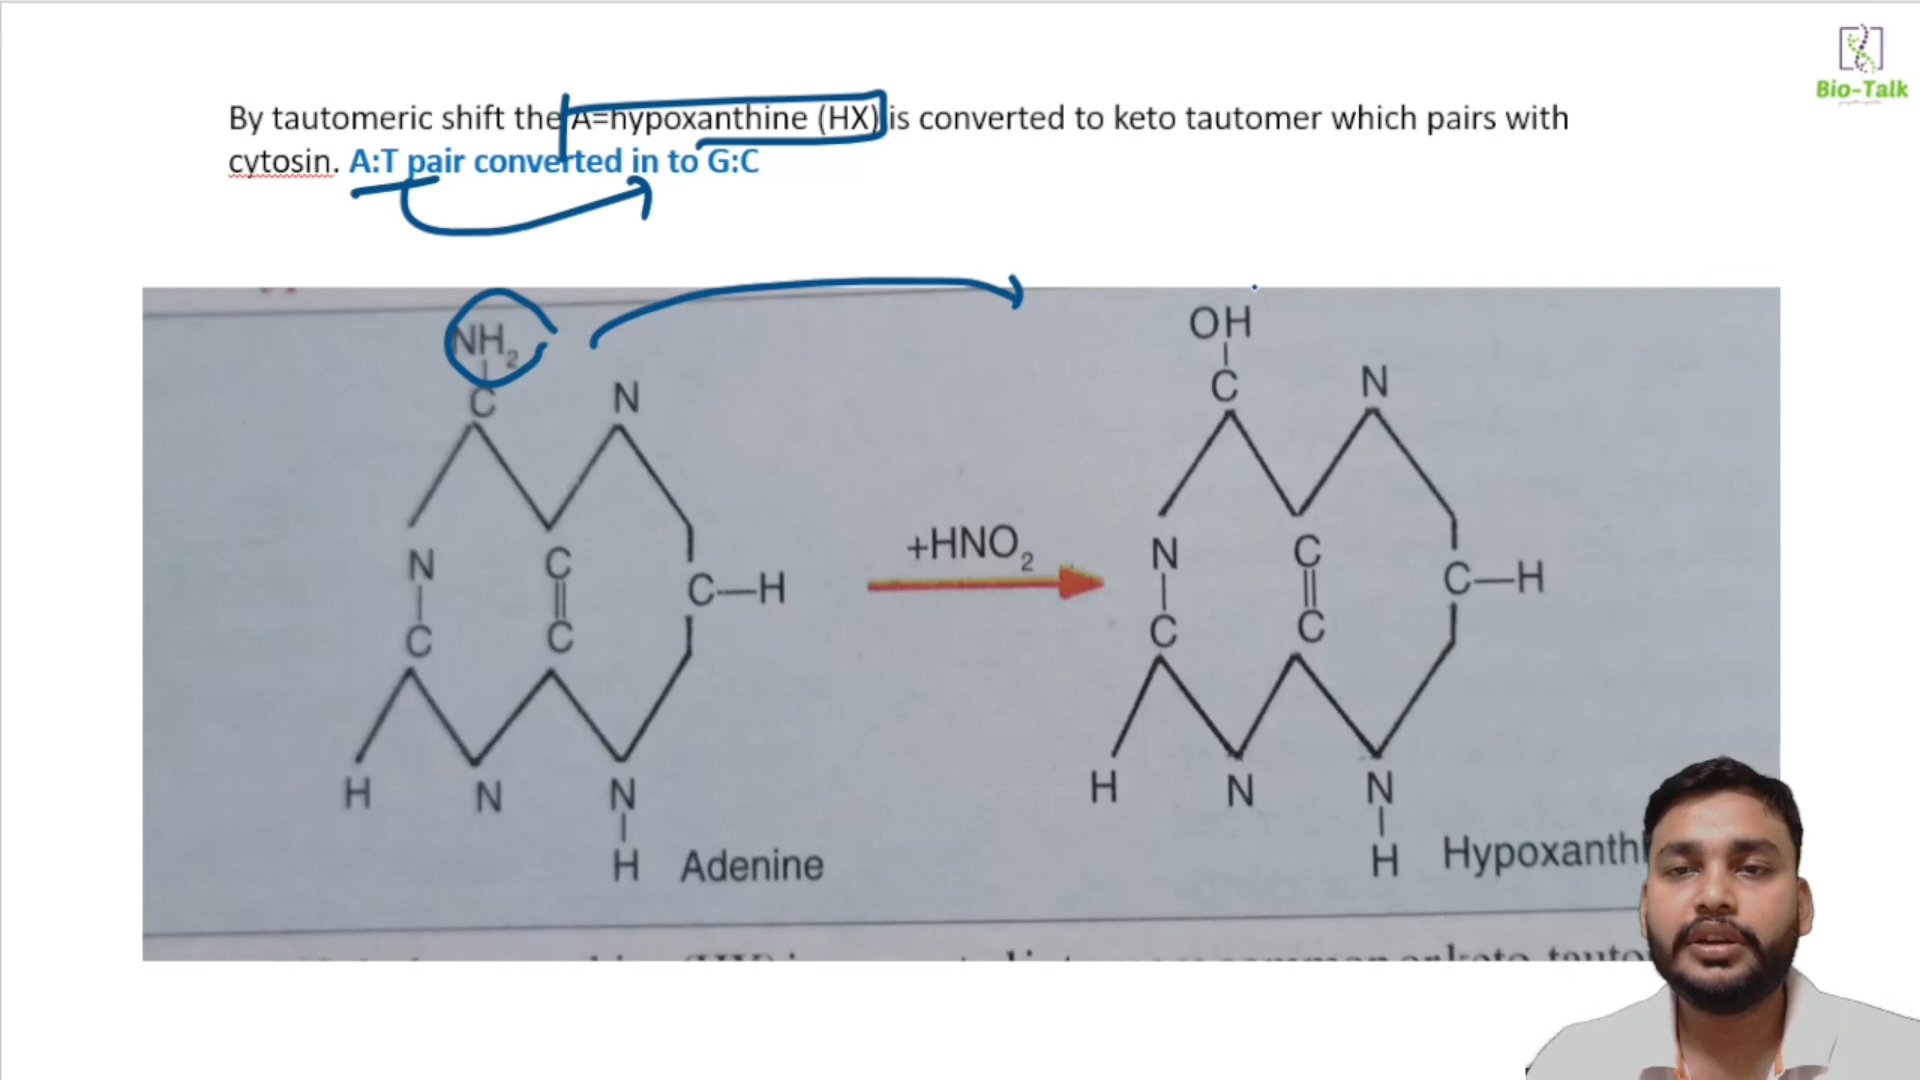 Bio-Talk
By tautomeric shift the A=hypoxanthine (HX) is converted to keto tautomer which pairs with
cytosin. A:T pair converted in to G:C
NH2
C
N
N
C
C
C
C—H
H
N
N
H
Adenine
+HNO2
OH
C
N
N
C
C
C
C—H
H
N
N
H
Hypoxanth